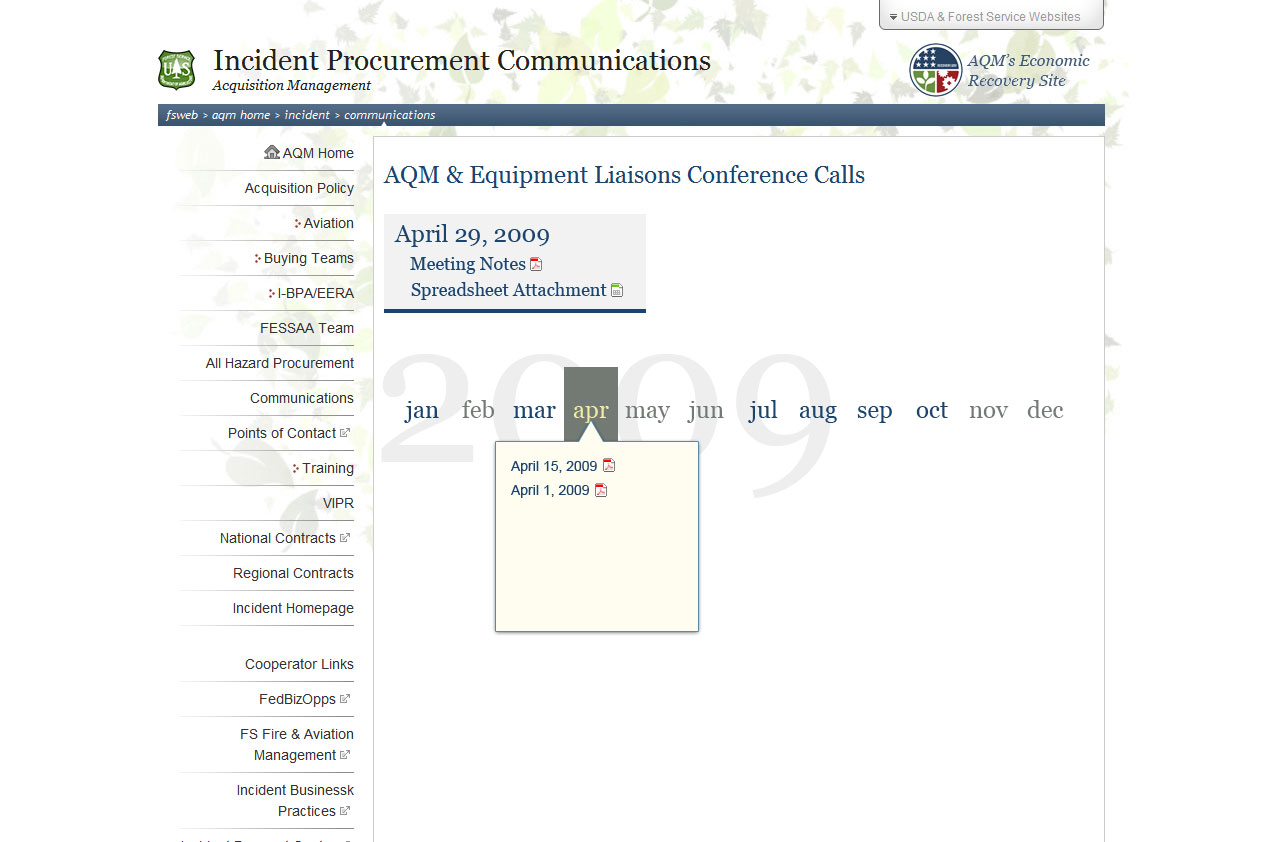 USDA & Forest Service Websites
Incident Procurement Communications
Acquisition Management
AQM's Economic
Recovery Site
fsweb > aqm home > incident > communications
AQM Home
Acquisition Policy
Aviation
Buying Teams
I-BPA/EERA
FESSAA Team
All Hazard Procurement
Communications
Points of Contact
Training
VIPR
National Contracts
Regional Contracts
Incident Homepage
Cooperator Links
FedBizOpps
FS Fire & Aviation
Management
Incident Businessk
Practices
AQM & Equipment Liaisons Conference Calls
April 29, 2009
Meeting Notes
Spreadsheet Attachment
2009
jan feb mar apr may jun jul aug sep oct nov dec
April 15, 2009
April 1, 2009